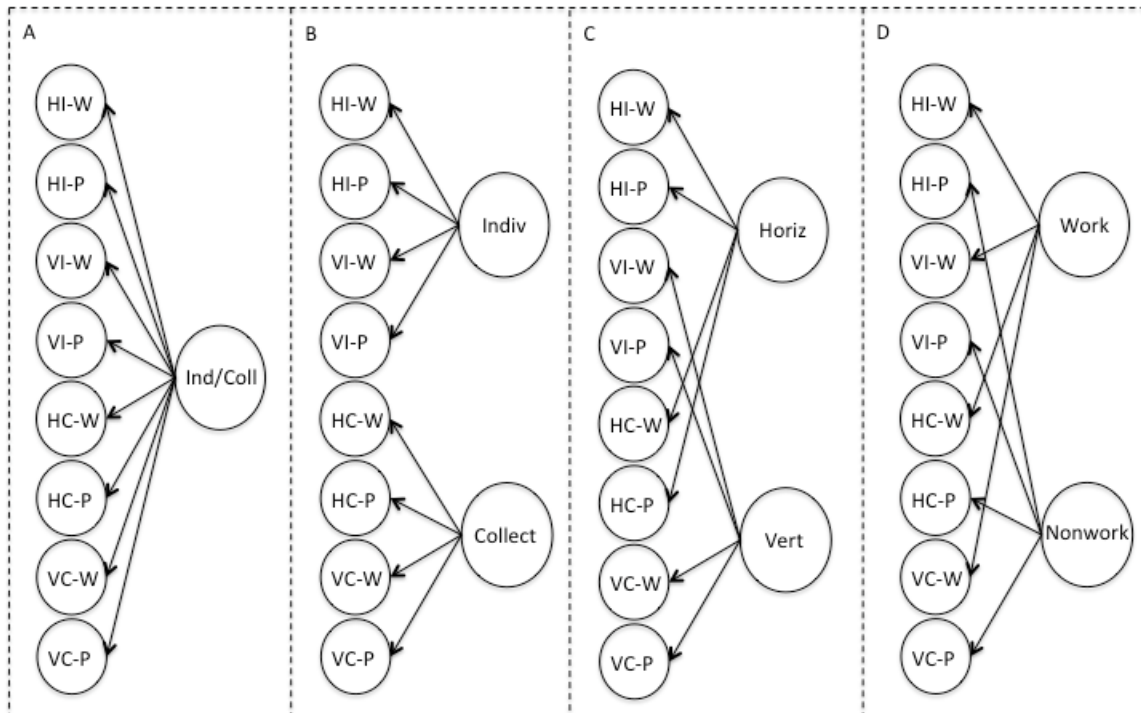 A
HI-W
HI-P
VI-W
VI-P
HC-W
HC-P
VC-W
VC-P
Ind/Coll
B
HI-W
HI-P
VI-W
VI-P
HC-W
HC-P
VC-W
VC-P
Indiv
Collect
C
HI-W
HI-P
VI-W
VI-P
HC-W
HC-P
VC-W
VC-P
Horiz
Vert
D
HI-W
HI-P
VI-W
VI-P
HC-W
HC-P
VC-W
VC-P
Work
Nonwork